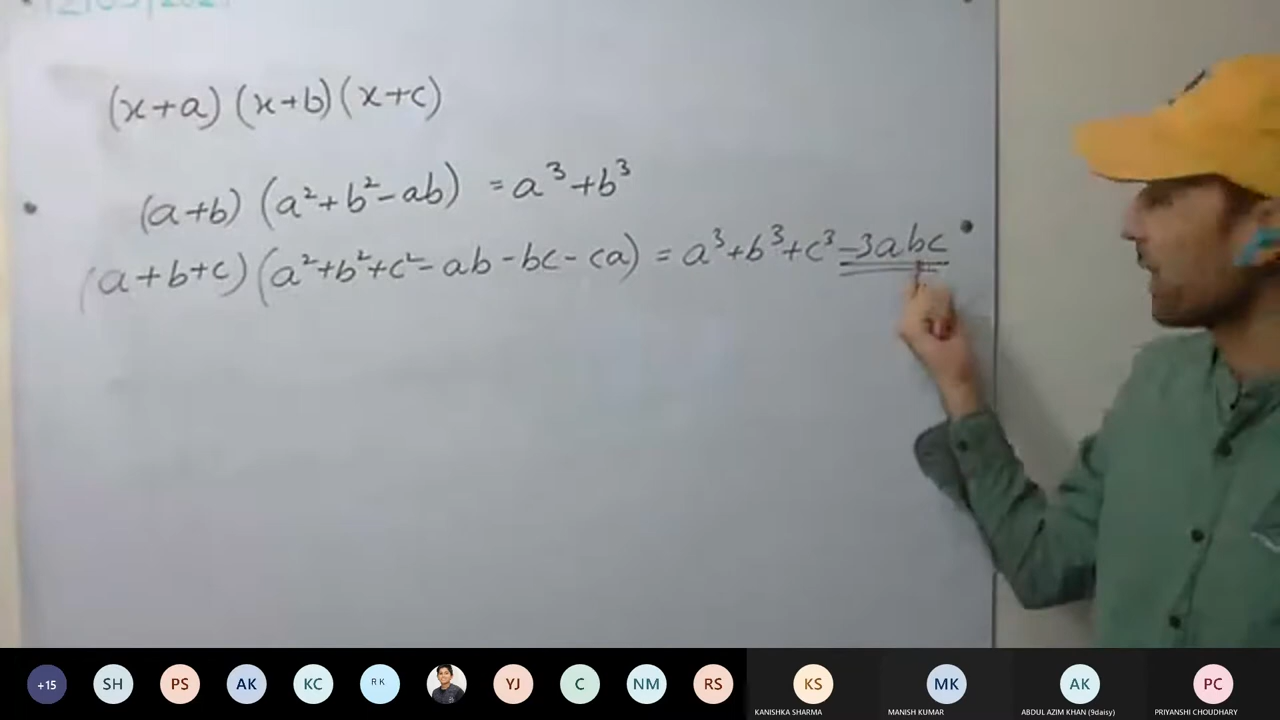 (x+a) (x+b) (x+c)
(a+b) (a²+b²-ab) = a³+b³
(a+b+c) (a²+b²+c²-ab-bc-ca) = a³+b³+c³-3abc
+15 SH PS AK KC RK YJ C NM RS KS MK AK PC
KANISHKA SHARMA MANISH KUMAR ABDUL AZIM KHAN (9daisy) PRIYANSHI CHOUDHARY